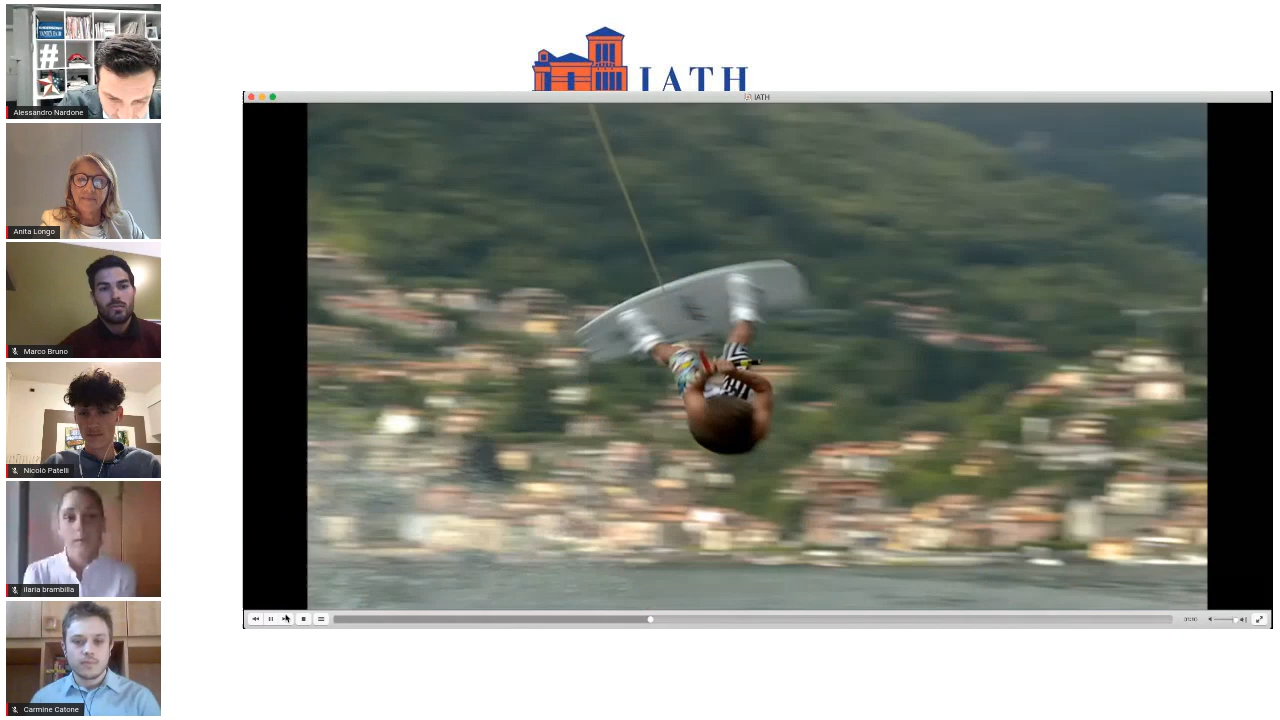 #
Alessandro Nardone
Anita Longo
Marco Bruno
Nicolò Patelli
ilaria brambilla
Carmine Catone
IATH
IATH